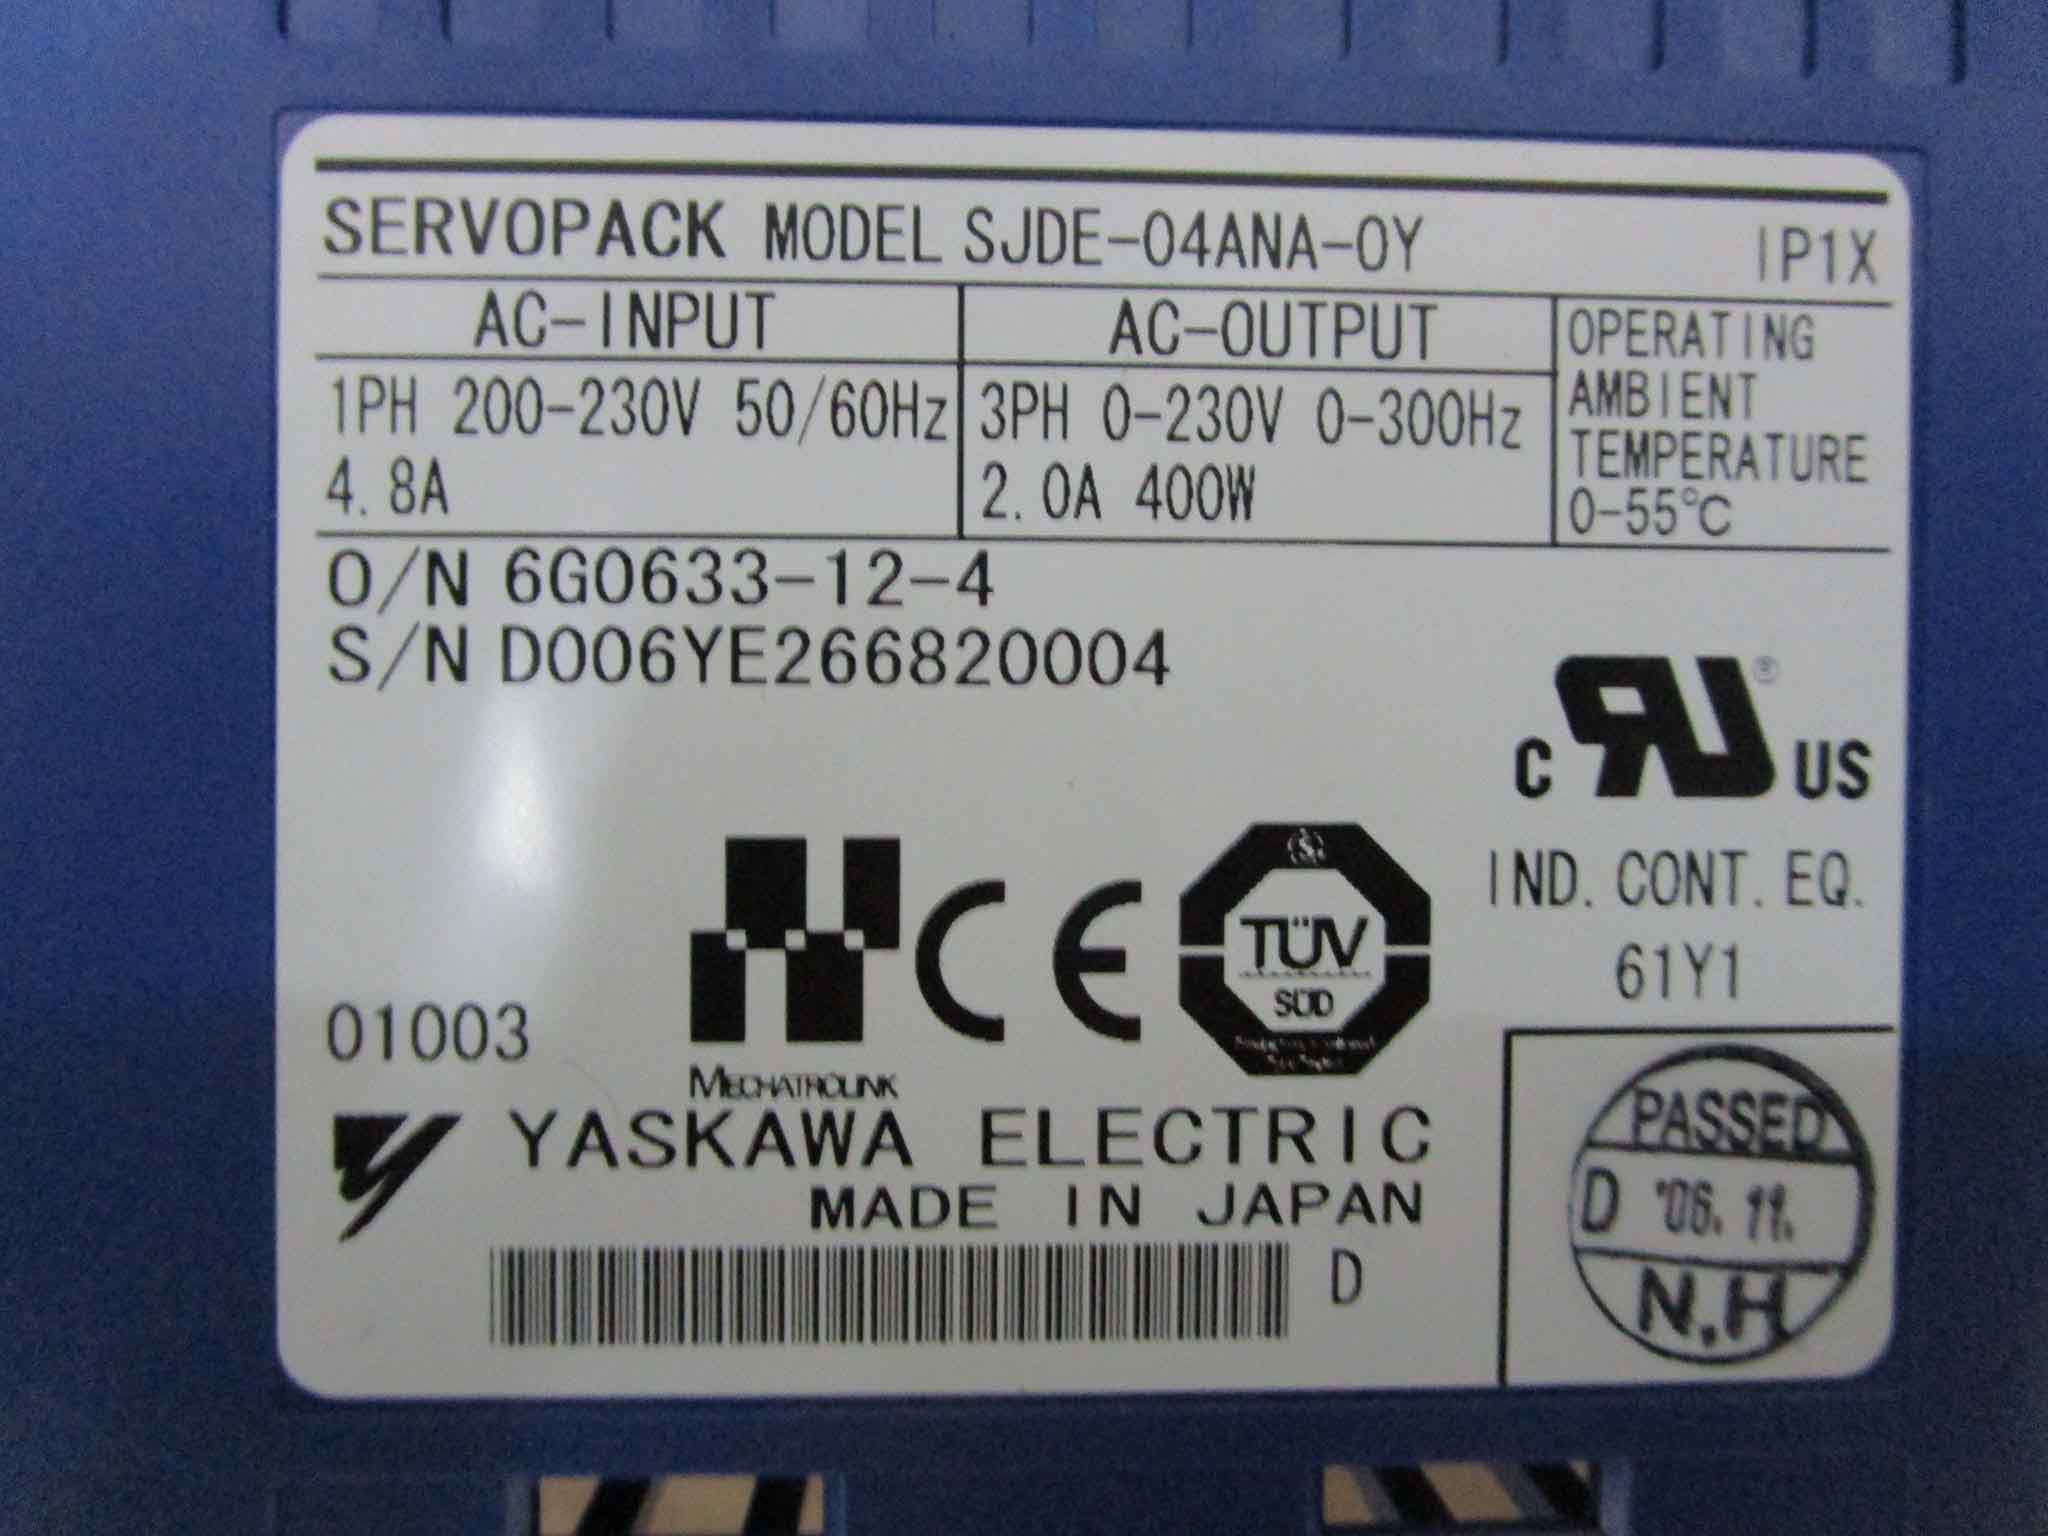 SERVOPACK MODEL SJDE-04ANA-OY IP1X
AC-INPUT
1PH 200-230V 50/60Hz
4.8A
AC-OUTPUT
3PH 0-230V 0-300Hz
2.0A 400W
OPERATING
AMBIENT
TEMPERATURE
0-55°C
O/N 6G0633-12-4
S/N D006YE266820004
c RU ® US
IND. CONT. EQ.
61Y1
01003
MECHATROLINK
CE
TÜV
SÜD
YASKAWA ELECTRIC
MADE IN JAPAN
D
PASSED
D '06. 11.
N.H